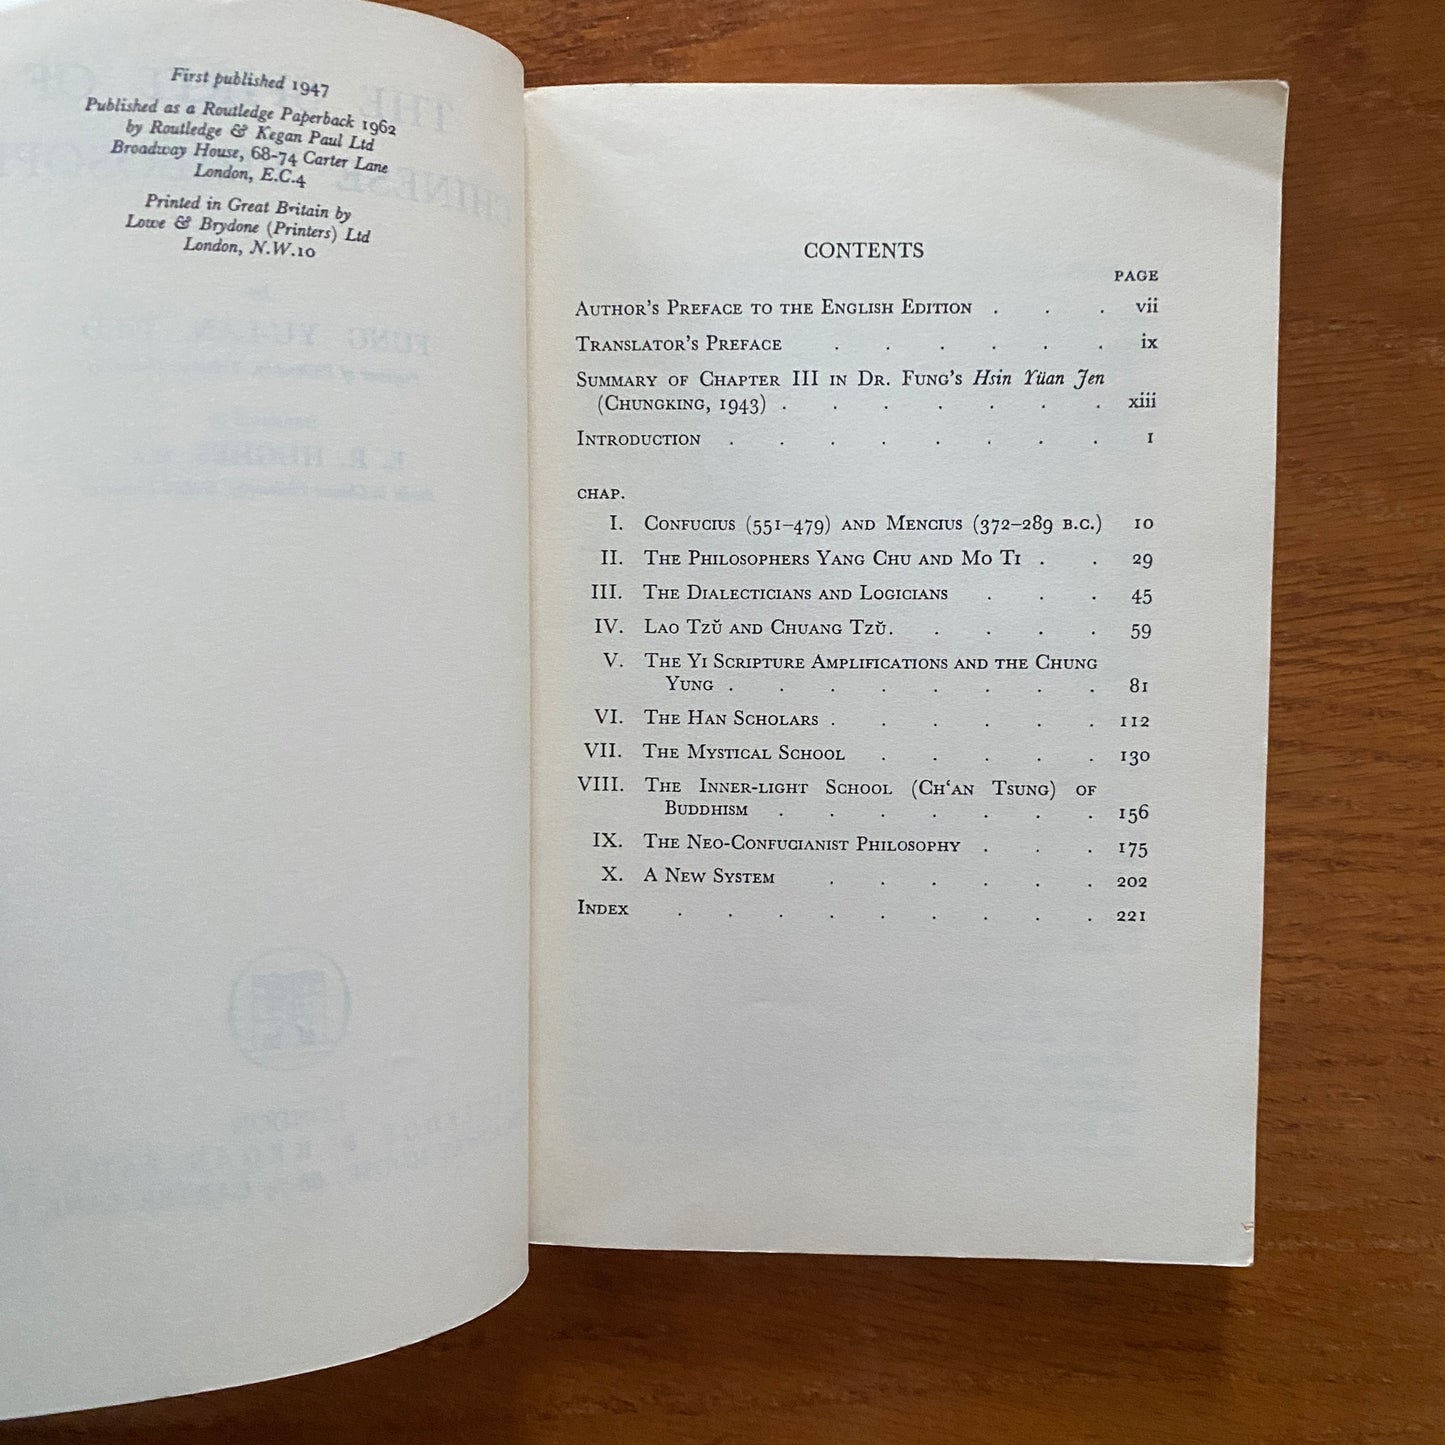 First published 1947
Published as a Routledge Paperback 1962
by Routledge & Kegan Paul Ltd
Broadway House, 68-74 Carter Lane
London, E.C.4
Printed in Great Britain by
Lowe & Brydone (Printers) Ltd
London, N.W.10
CONTENTS
PAGE
Author's Preface to the English Edition . . . vii
Translator's Preface . . . . . . ix
Summary of Chapter III in Dr. Fung's Hsin Yüan Jen
(Chungking, 1943) . . . . . . . xiii
Introduction . . . . . . . . 1
CHAP.
I. Confucius (551–479) and Mencius (372–289 B.C.) 10
II. The Philosophers Yang Chu and Mo Ti . . 29
III. The Dialecticians and Logicians . . . 45
IV. Lao Tzŭ and Chuang Tzŭ. . . . . 59
V. The Yi Scripture Amplifications and the Chung
Yung . . . . . . . . 81
VI. The Han Scholars . . . . . . 112
VII. The Mystical School . . . . . 130
VIII. The Inner-light School (Ch‘an Tsung) of
Buddhism . . . . . . . 156
IX. The Neo-Confucianist Philosophy . . . 175
X. A New System . . . . . . 202
Index . . . . . . . . . 221